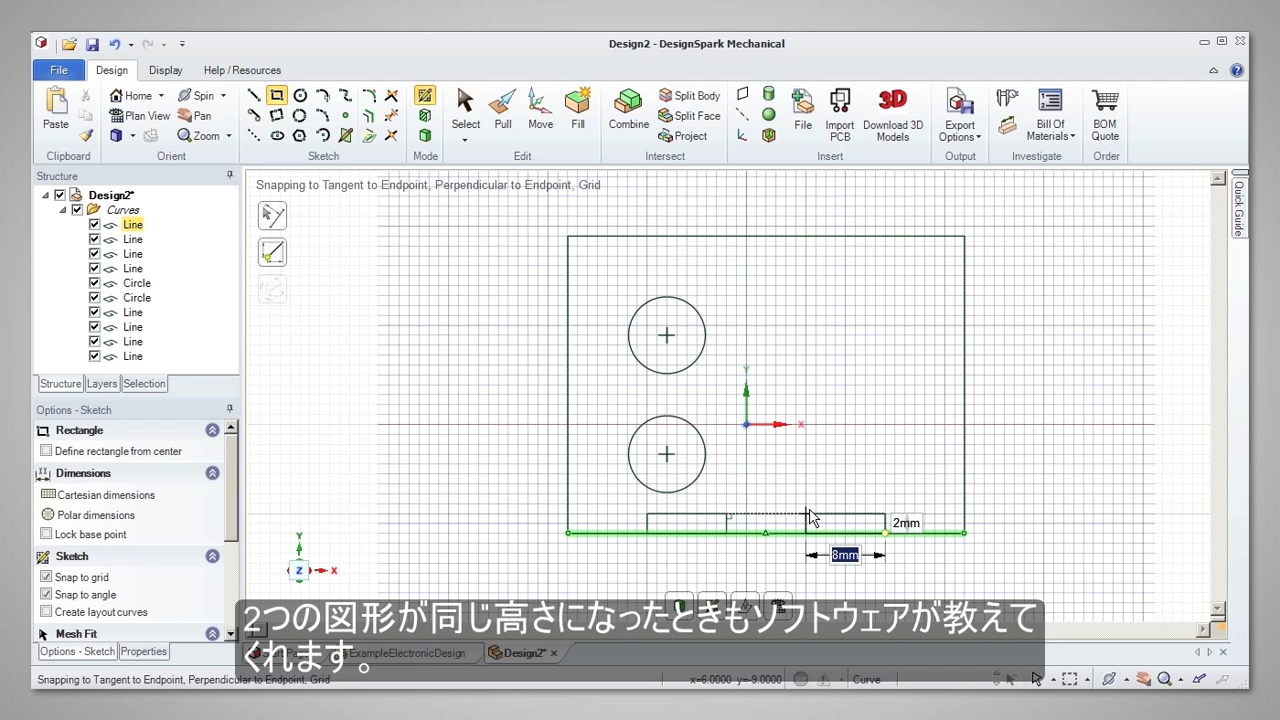 Design2 - DesignSpark Mechanical
File Design Display Help / Resources
Home Spin
Plan View Pan
Zoom
Paste
Select Pull Move Fill
Combine Split Body
Split Face
Project
File Import PCB Download 3D Models
Export Options
Bill Of Materials
BOM Quote
Clipboard Orient Sketch Mode Edit Intersect Insert Output Investigate Order
Structure
Design2*
Curves
Line
Line
Line
Line
Circle
Circle
Line
Line
Line
Line
Structure Layers Selection
Options - Sketch
Rectangle
Define rectangle from center
Dimensions
Cartesian dimensions
Polar dimensions
Lock base point
Sketch
Snap to grid
Snap to angle
Create layout curves
Mesh Fit
Options - Sketch Properties
Snapping to Tangent to Endpoint, Perpendicular to Endpoint, Grid
Quick Guide
Y
X
2mm
8mm
Y
Z X
2つの図形が同じ高さになったときもソフトウェアが教えて
くれます。
ExampleElectronicDesign Design2*
Snapping to Tangent to Endpoint, Perpendicular to Endpoint, Grid x=6.0000 y=-9.0000 Curve